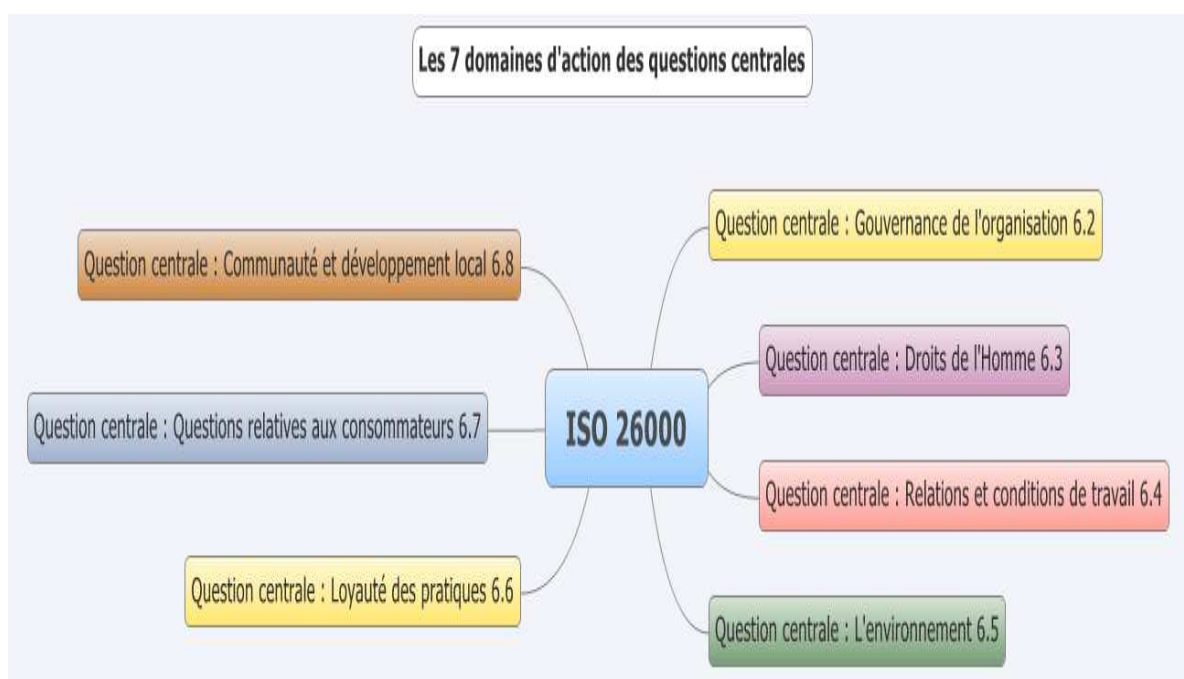 Les 7 domaines d'action des questions centrales
Question centrale : Gouvernance de l'organisation 6.2
Question centrale : Communauté et développement local 6.8
Question centrale : Droits de l'Homme 6.3
Question centrale : Questions relatives aux consommateurs 6.7
ISO 26000
Question centrale : Relations et conditions de travail 6.4
Question centrale : Loyauté des pratiques 6.6
Question centrale : L'environnement 6.5